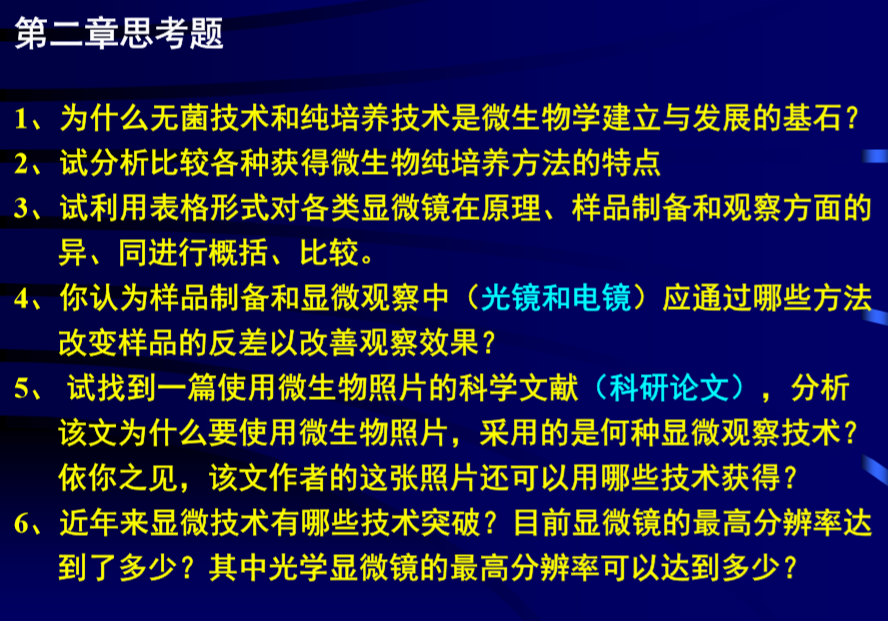 第二章思考题
1、为什么无菌技术和纯培养技术是微生物学建立与发展的基石？
2、试分析比较各种获得微生物纯培养方法的特点
3、试利用表格形式对各类显微镜在原理、样品制备和观察方面的
异、同进行概括、比较。
4、你认为样品制备和显微观察中（光镜和电镜）应通过哪些方法
改变样品的反差以改善观察效果？
5、 试找到一篇使用微生物照片的科学文献（科研论文），分析
该文为什么要使用微生物照片，采用的是何种显微观察技术？
依你之见，该文作者的这张照片还可以用哪些技术获得？
6、近年来显微技术有哪些技术突破？目前显微镜的最高分辨率达
到了多少？其中光学显微镜的最高分辨率可以达到多少？